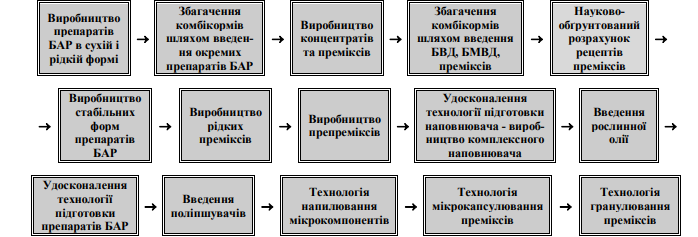 Виробництво
препаратів
БАР в сухій і
рідкій формі
Збагачення
комбікормів
шляхом введен-
ня окремих
препаратів БАР
Виробництво
концентратів
та преміксів
Збагачення
комбікормів
шляхом введення
БВД, БМВД,
преміксів
Науково-
обґрунтований
розрахунок
рецептів
преміксів
Виробництво
стабільних
форм
препаратів
БАР
Виробництво
рідких
преміксів
Виробництво
препреміксів
Удосконалення
технології підготовки
наповнювача - вироб-
ництво комплексного
наповнювача
Введення
рослинної
олії
Удосконалення
технології
підготовки
препаратів БАР
Введення
поліпшувачів
Технологія
напилювання
мікрокомпонентів
Технологія
мікрокапсулювання
преміксів
Технологія
гранулювання
преміксів